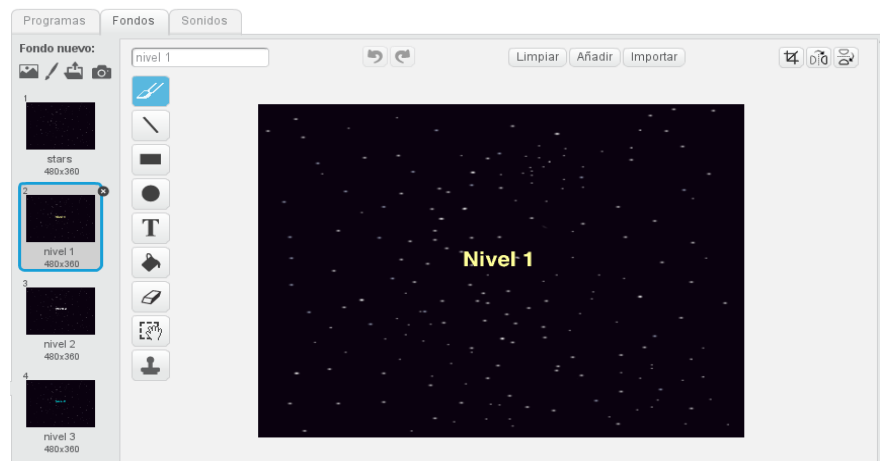 Programas Fondos Sonidos
Fondo nuevo:
nivel 1
Limpiar Añadir Importar
1
stars
480x360
2
nivel 1
480x360
3
nivel 2
480x360
4
nivel 3
480x360
T
Nivel 1